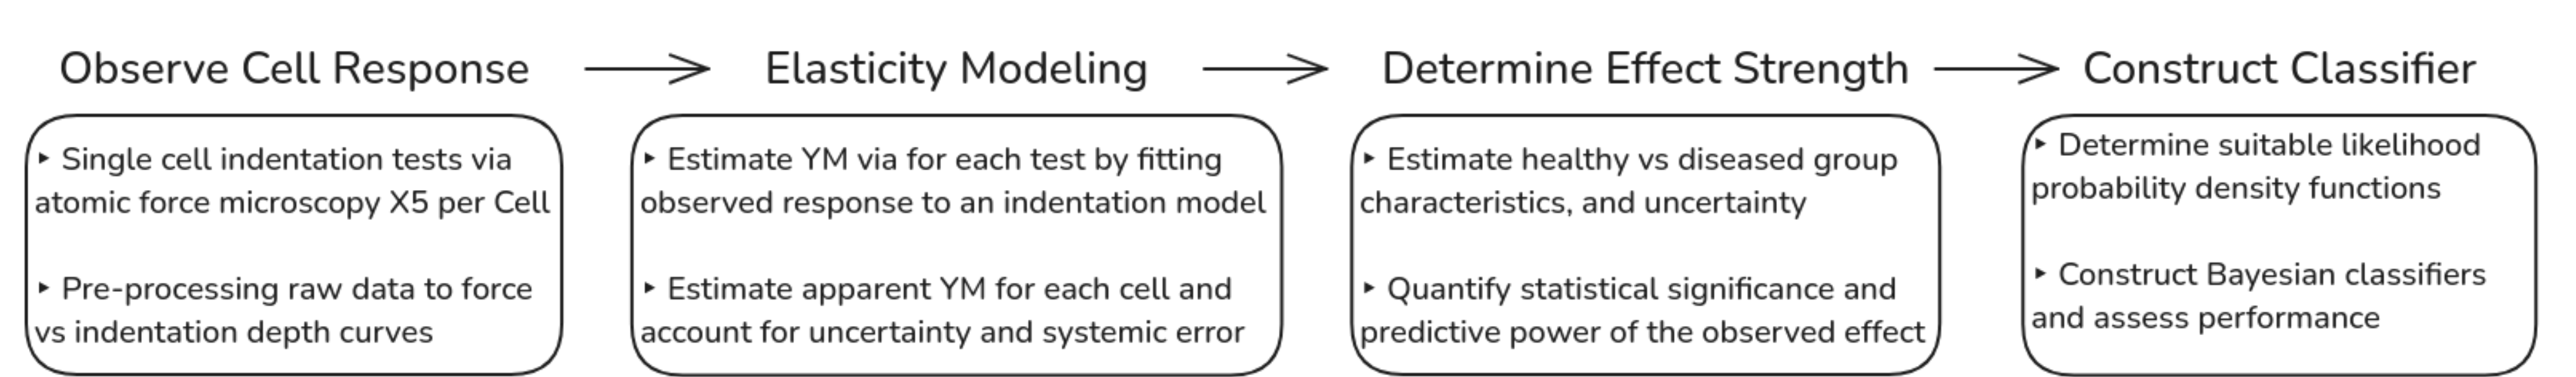 Observe Cell Response
‣ Single cell indentation tests via
atomic force microscopy X5 per Cell
‣ Pre-processing raw data to force
vs indentation depth curves
Elasticity Modeling
‣ Estimate YM via for each test by fitting
observed response to an indentation model
‣ Estimate apparent YM for each cell and
account for uncertainty and systemic error
Determine Effect Strength
‣ Estimate healthy vs diseased group
characteristics, and uncertainty
‣ Quantify statistical significance and
predictive power of the observed effect
Construct Classifier
‣ Determine suitable likelihood
probability density functions
‣ Construct Bayesian classifiers
and assess performance